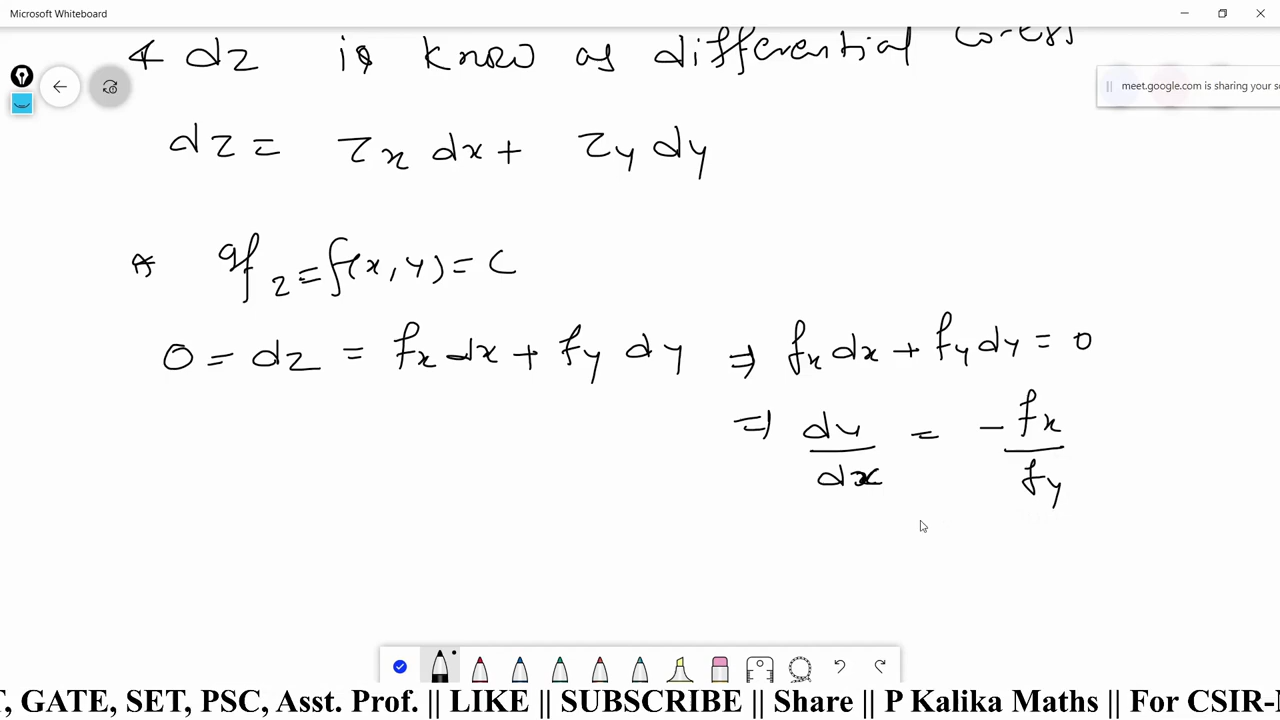 Microsoft Whiteboard
& dz is know as differential
meet.google.com is sharing your s
dz = zx dx + zy dy
* If z = f(x, y) = c
0 = dz = fx dx + fy dy ⇒ fx dx + fy dy = 0
⇒ dy/dx = - fx/fy
T, GATE, SET, PSC, Asst. Prof. || LIKE || SUBSCRIBE || Share || P Kalika Maths || For CSIR-